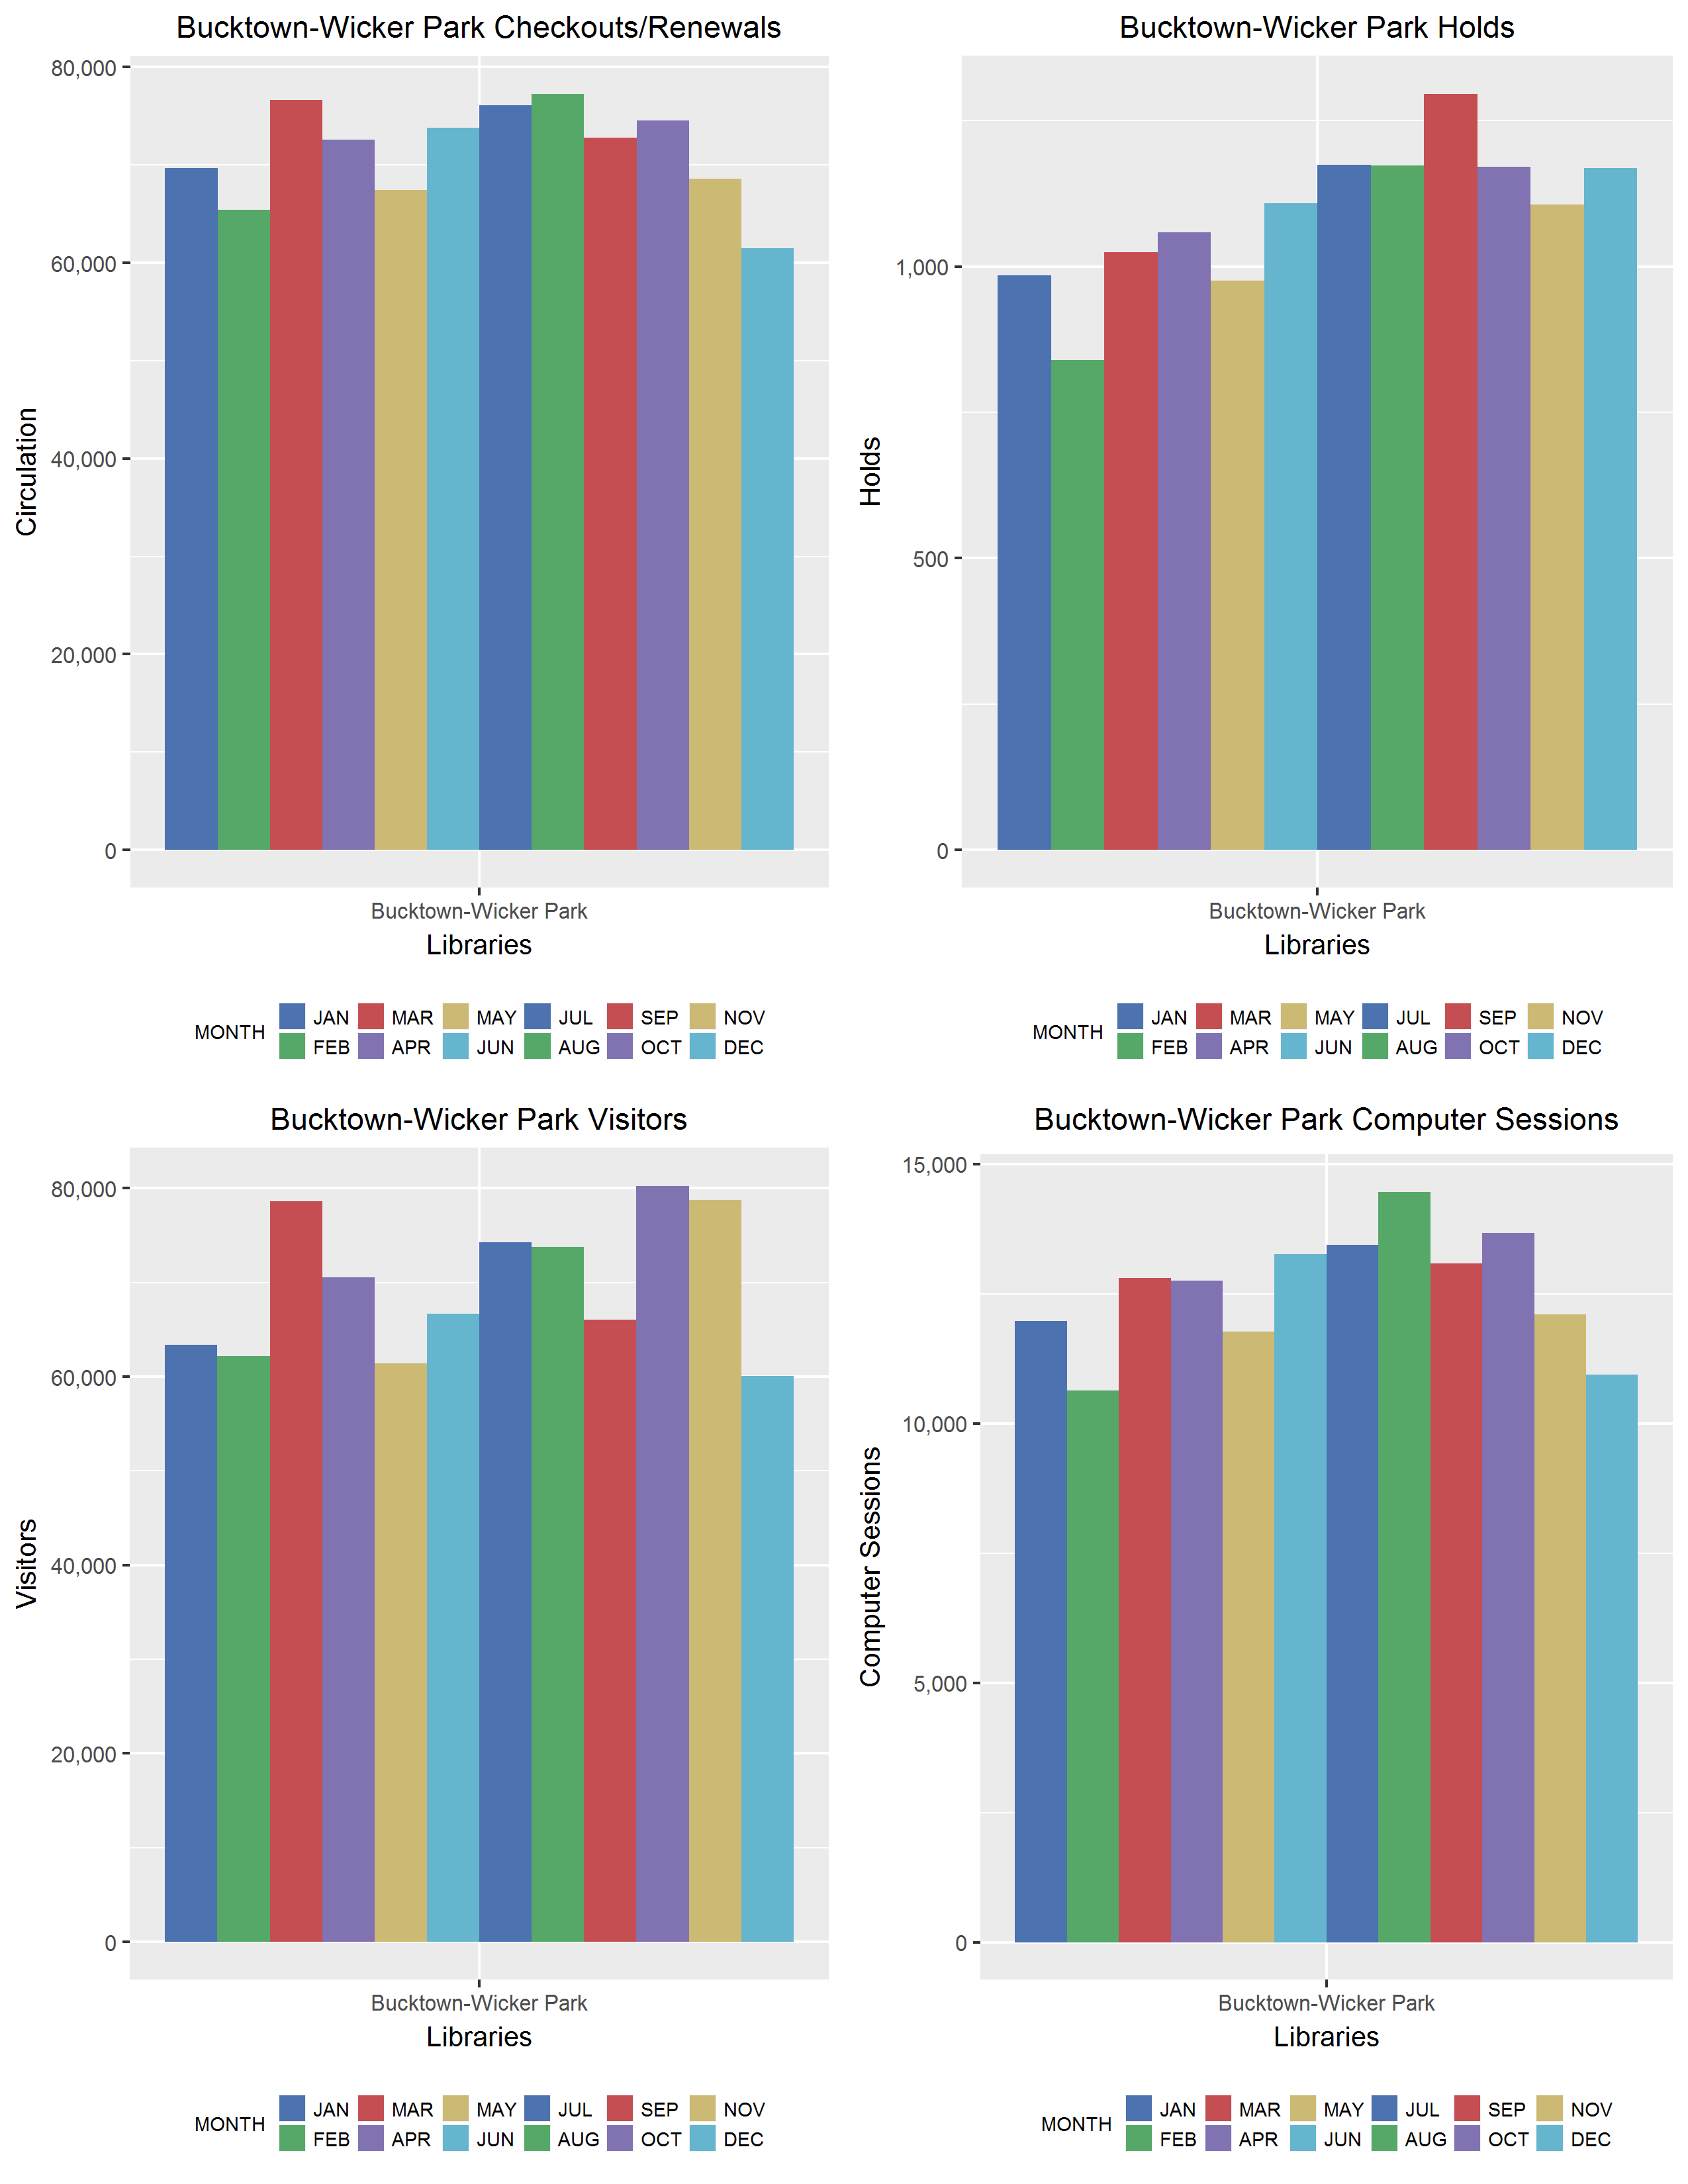 Bucktown-Wicker Park Checkouts/Renewals
Circulation
80,000
60,000
40,000
20,000
0
Bucktown-Wicker Park
Libraries
MONTH
JAN MAR MAY JUL SEP NOV
FEB APR JUN AUG OCT DEC
Bucktown-Wicker Park Holds
Holds
1,000
500
0
Bucktown-Wicker Park
Libraries
MONTH
JAN MAR MAY JUL SEP NOV
FEB APR JUN AUG OCT DEC
Bucktown-Wicker Park Visitors
Visitors
80,000
60,000
40,000
20,000
0
Bucktown-Wicker Park
Libraries
MONTH
JAN MAR MAY JUL SEP NOV
FEB APR JUN AUG OCT DEC
Bucktown-Wicker Park Computer Sessions
Computer Sessions
15,000
10,000
5,000
0
Bucktown-Wicker Park
Libraries
MONTH
JAN MAR MAY JUL SEP NOV
FEB APR JUN AUG OCT DEC